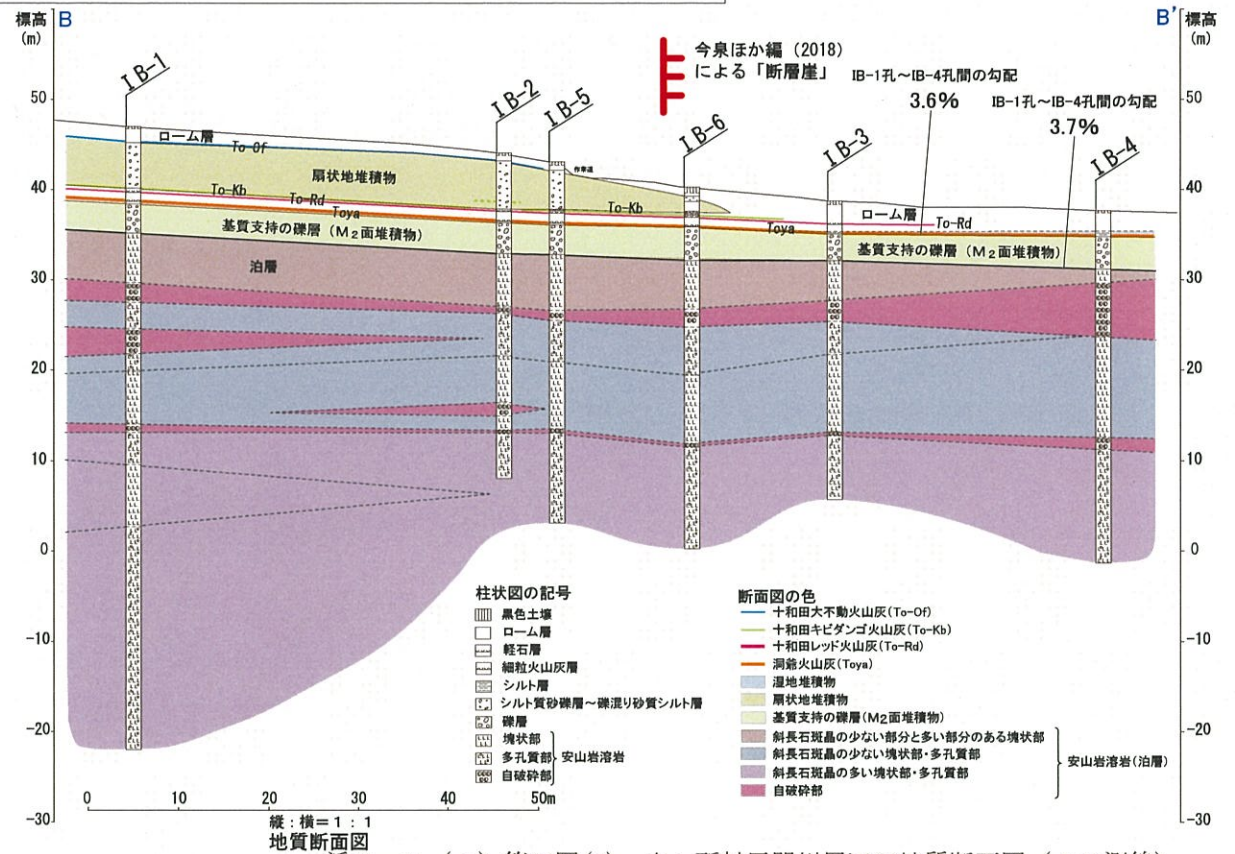 標高
(m)
B
B'
標高
(m)
今泉ほか編（2018）
による「断層崖」
IB-1孔～IB-4孔間の勾配
3.6%
IB-1孔～IB-4孔間の勾配
3.7%
IB-1
IB-2
IB-5
IB-6
IB-3
IB-4
50
40
30
20
10
0
-10
-20
-30
50
40
30
20
10
0
-10
-20
-30
ローム層
To-Of
作業道
扇状地堆積物
To-Kb
To-Rd
Toya
To-Kb
Toya
ローム層
To-Rd
基質支持の礫層（M2面堆積物）
基質支持の礫層（M2面堆積物）
泊層
柱状図の記号
黒色土壌
ローム層
軽石層
細粒火山灰層
シルト層
シルト質砂礫層～礫混り砂質シルト層
礫層
塊状部
多孔質部
自破砕部
安山岩溶岩
断面図の色
十和田大不動火山灰(To-Of)
十和田キビダンゴ火山灰(To-Kb)
十和田レッド火山灰(To-Rd)
洞爺火山灰(Toya)
湿地堆積物
扇状地堆積物
基質支持の礫層(M2面堆積物)
斜長石斑晶の少ない部分と多い部分のある塊状部
斜長石斑晶の少ない塊状部・多孔質部
斜長石斑晶の多い塊状部・多孔質部
自破砕部
安山岩溶岩(泊層)
0 10 20 30 40 50m
縦：横＝1：1
地質断面図